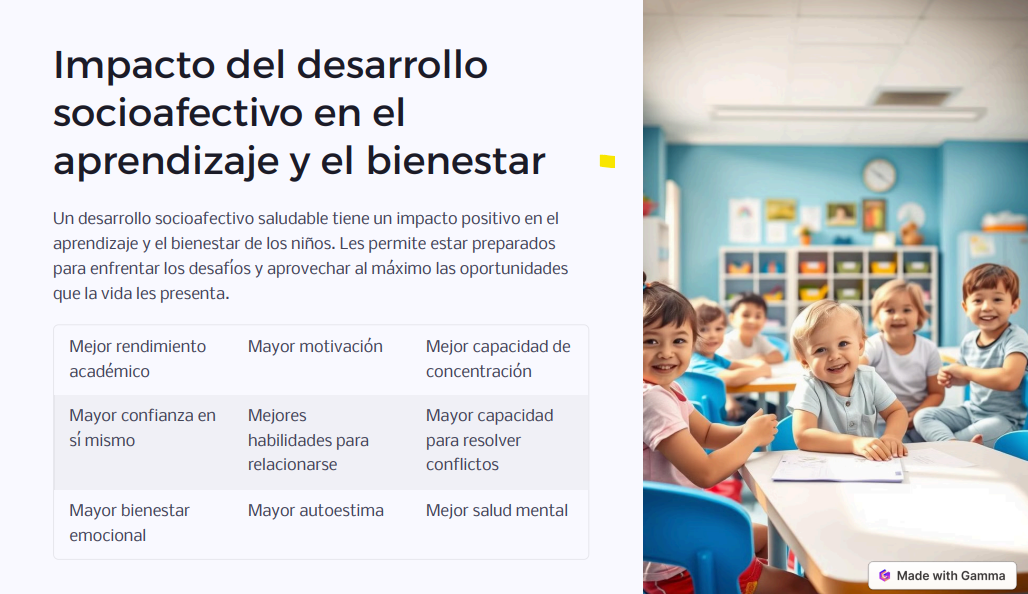 Impacto del desarrollo
socioafectivo en el
aprendizaje y el bienestar
Un desarrollo socioafectivo saludable tiene un impacto positivo en el
aprendizaje y el bienestar de los niños. Les permite estar preparados
para enfrentar los desafíos y aprovechar al máximo las oportunidades
que la vida les presenta.
Mejor rendimiento
académico
Mayor motivación
Mejor capacidad de
concentración
Mayor confianza en
sí mismo
Mejores
habilidades para
relacionarse
Mayor capacidad
para resolver
conflictos
Mayor bienestar
emocional
Mayor autoestima
Mejor salud mental
Made with Gamma